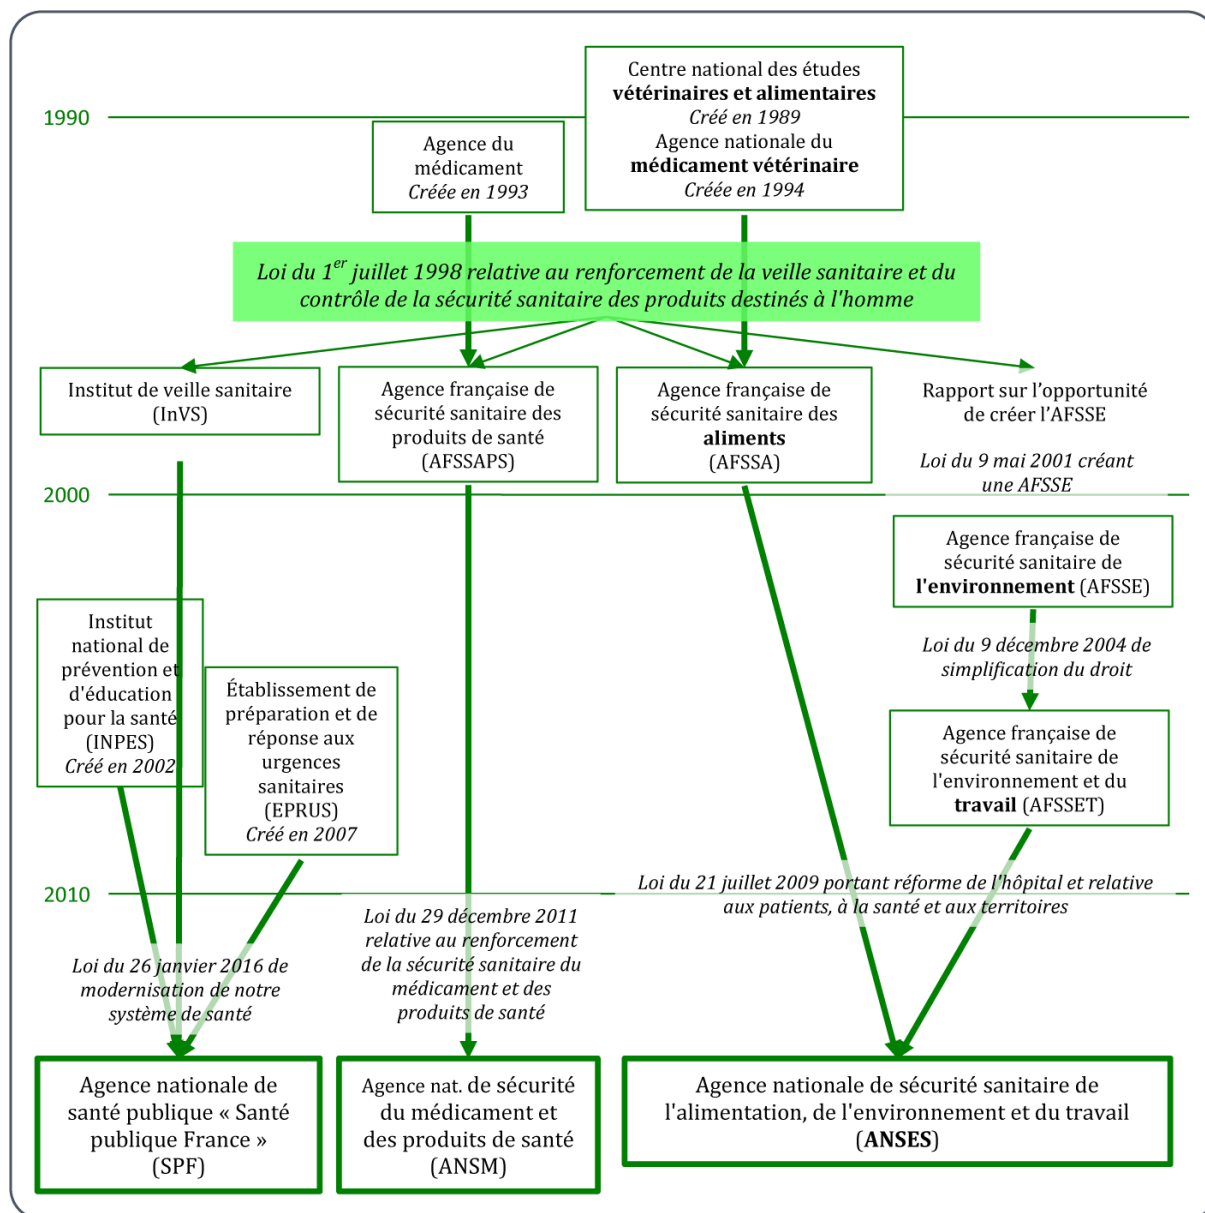 Centre national des études
vétérinaires et alimentaires
Créé en 1989
Agence nationale du
médicament vétérinaire
Créée en 1994
1990
Agence du
médicament
Créée en 1993
Loi du 1er juillet 1998 relative au renforcement de la veille sanitaire et du
contrôle de la sécurité sanitaire des produits destinés à l'homme
Institut de veille sanitaire
(InVS)
Agence française de
sécurité sanitaire des
produits de santé
(AFSSAPS)
Agence française de
sécurité sanitaire des
aliments
(AFSSA)
Rapport sur l’opportunité
de créer l’AFSSE
Loi du 9 mai 2001 créant
une AFSSE
2000
Agence française de
sécurité sanitaire de
l'environnement (AFSSE)
Institut
national de
prévention et
d'éducation
pour la santé
(INPES)
Créé en 2002
Établissement de
préparation et de
réponse aux
urgences
sanitaires
(EPRUS)
Créé en 2007
Loi du 9 décembre 2004 de
simplification du droit
Agence française de
sécurité sanitaire de
l'environnement et du
travail (AFSSET)
2010
Loi du 21 juillet 2009 portant réforme de l’hôpital et relative
aux patients, à la santé et aux territoires
Loi du 29 décembre 2011
relative au renforcement
de la sécurité sanitaire du
médicament et des
produits de santé
Loi du 26 janvier 2016 de
modernisation de notre
système de santé
Agence nationale de
santé publique « Santé
publique France »
(SPF)
Agence nat. de sécurité
du médicament et
des produits de santé
(ANSM)
Agence nationale de sécurité sanitaire de
l'alimentation, de l'environnement et du travail
(ANSES)